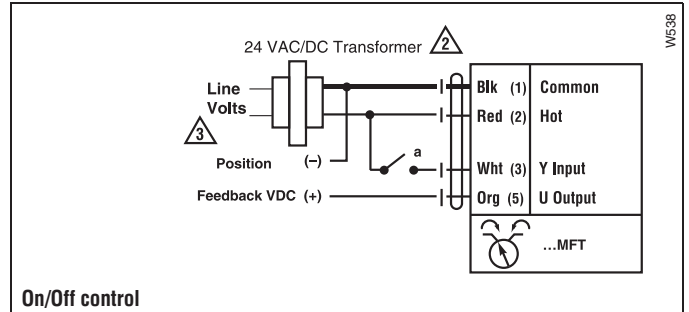 W538
24 VAC/DC Transformer 2
Line
Volts
3
Blk (1) Common
Red (2) Hot
a
Position (–)
Wht (3) Y Input
Feedback VDC (+)
Org (5) U Output
...MFT
On/Off control